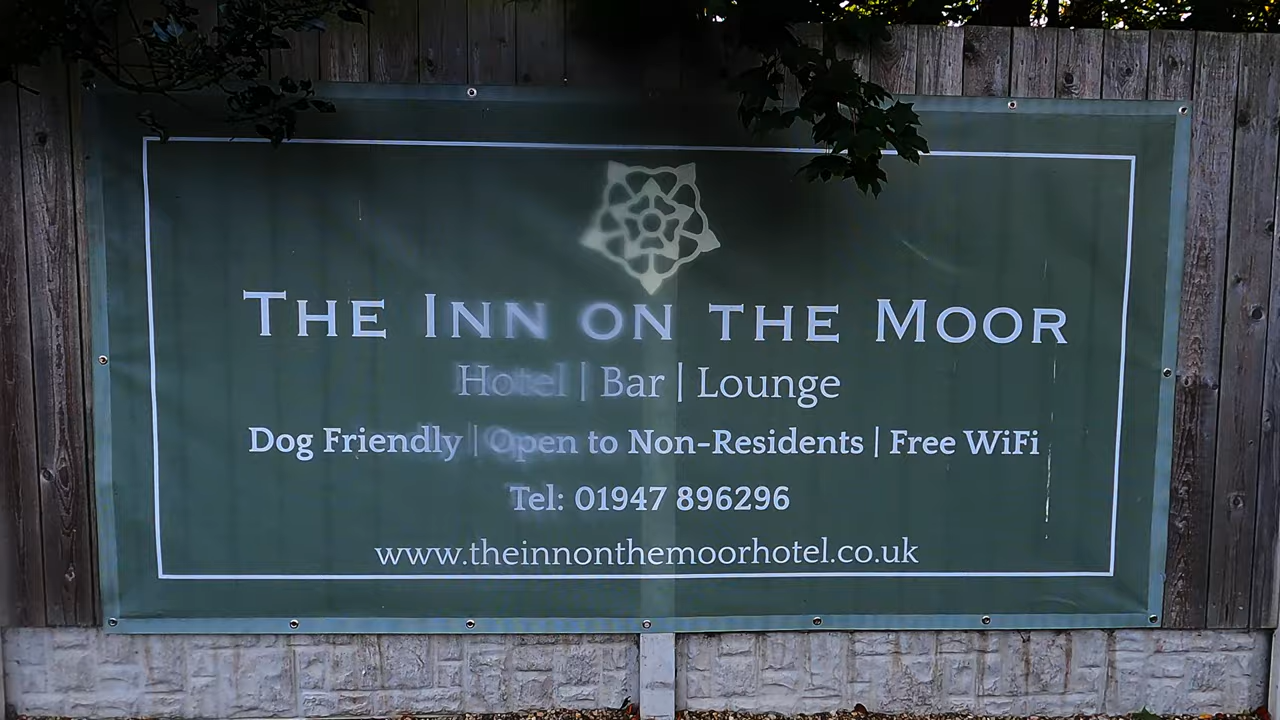 The Inn on the Moor
Hotel | Bar | Lounge
Dog Friendly | Open to Non-Residents | Free WiFi
Tel: 01947 896296
www.theinnonthemoorhotel.co.uk